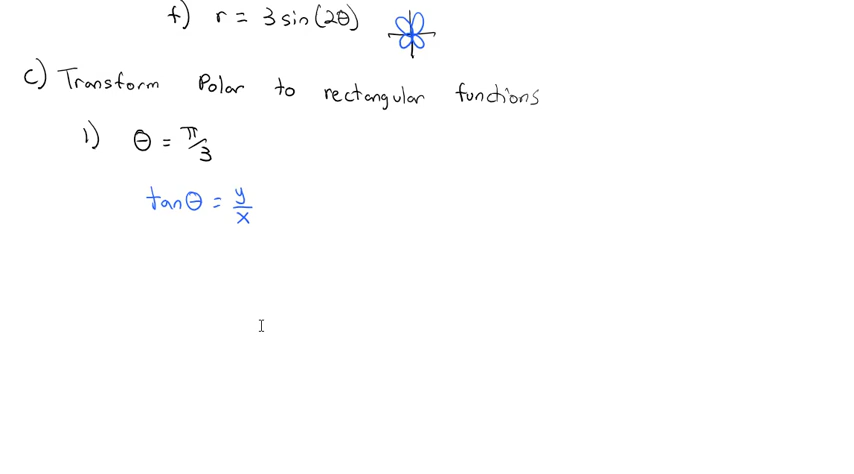 f) r = 3 sin(2θ)
c) Transform Polar to rectangular functions
1) θ = π/3
tanθ = y/x